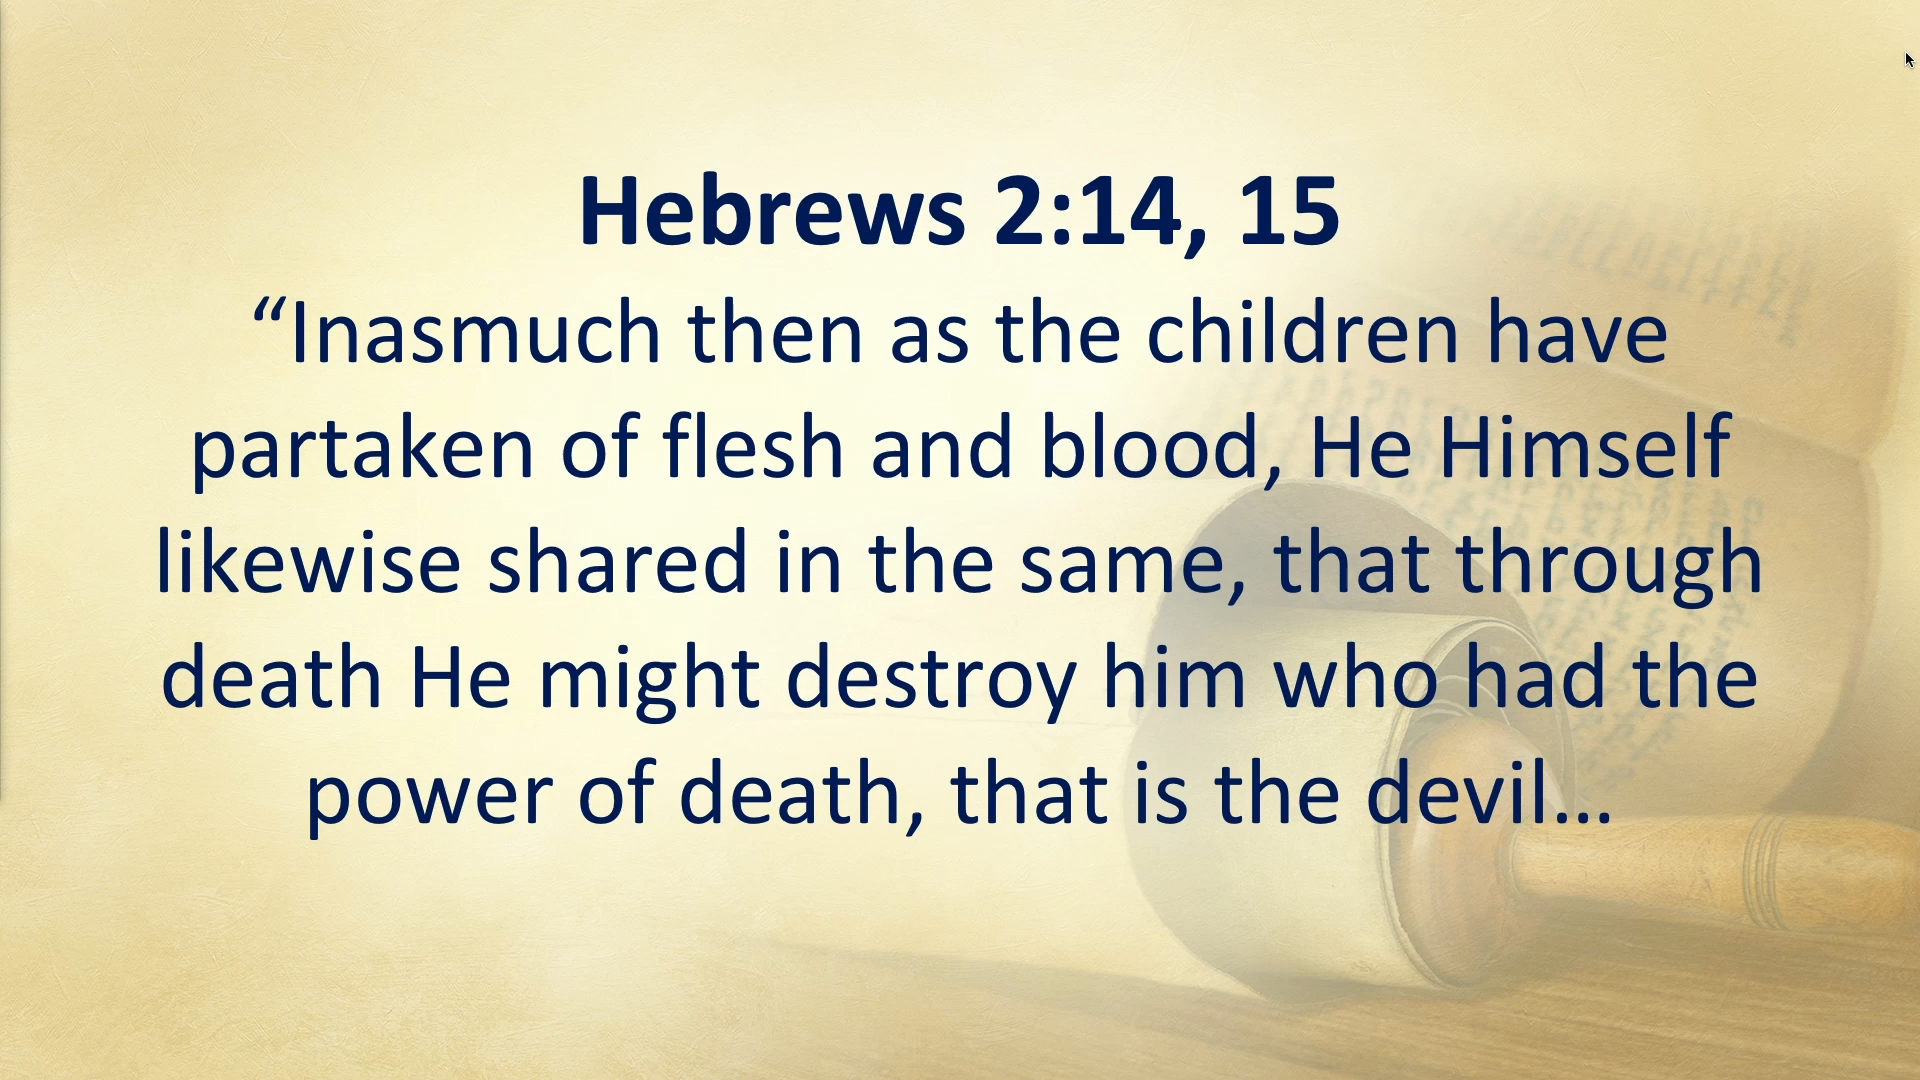 Hebrews 2:14, 15
“Inasmuch then as the children have
partaken of flesh and blood, He Himself
likewise shared in the same, that through
death He might destroy him who had the
power of death, that is the devil…